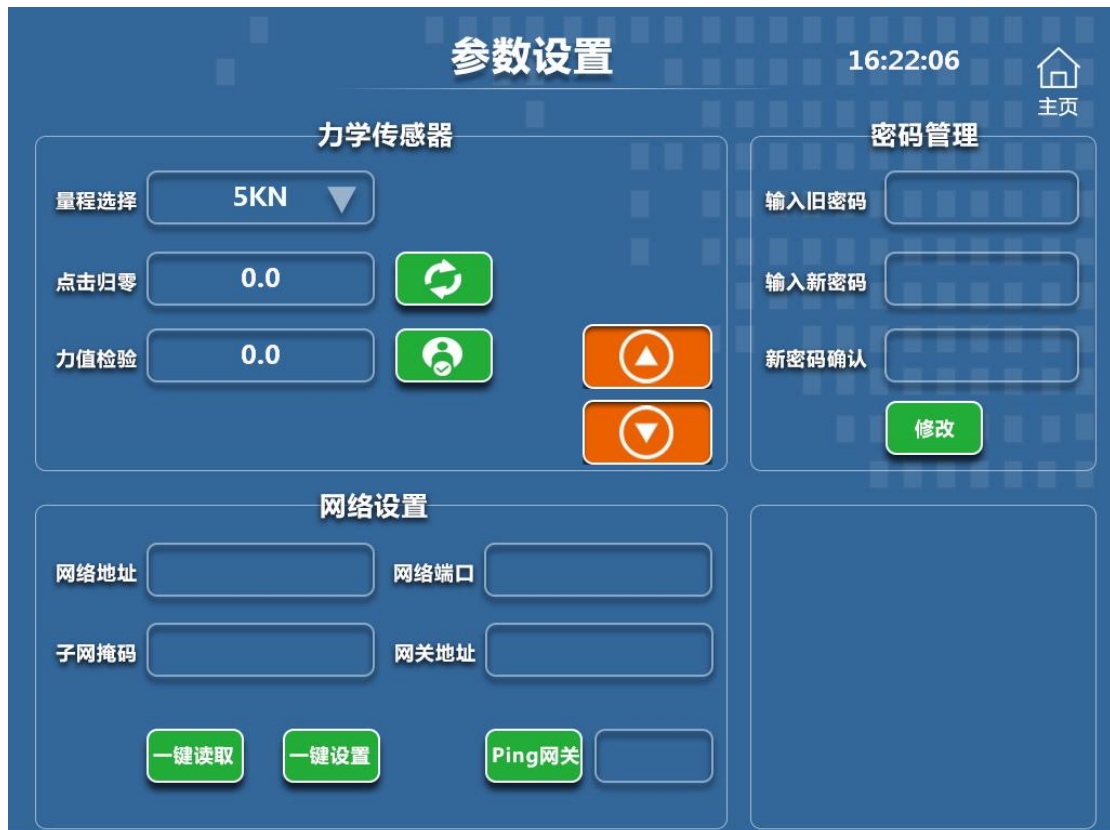 参数设置
16:22:06
主页
力学传感器
量程选择 5KN
点击归零 0.0
力值检验 0.0
密码管理
输入旧密码
输入新密码
新密码确认
修改
网络设置
网络地址 网络端口
子网掩码 网关地址
一键读取 一键设置 Ping网关